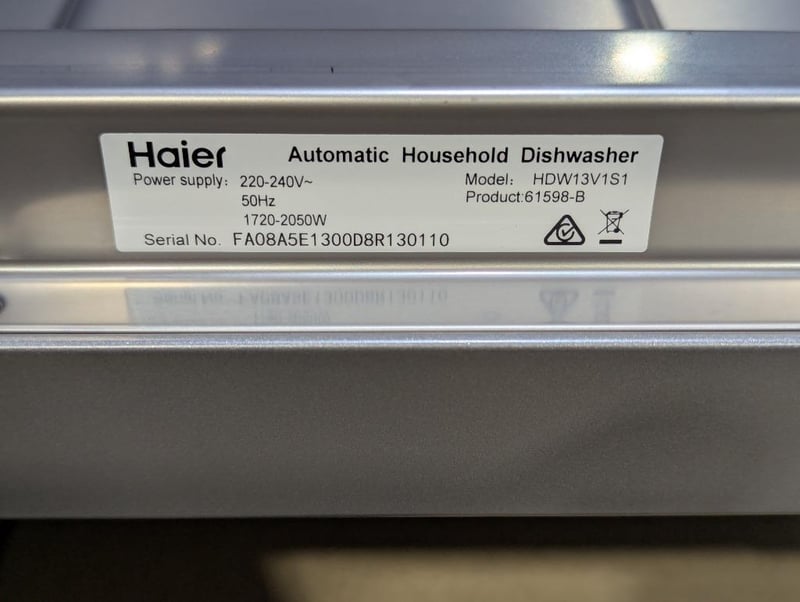 Haier Automatic Household Dishwasher
Power supply: 220-240V~ Model: HDW13V1S1
50Hz Product:61598-B
1720-2050W
Serial No. FA08A5E1300D8R130110